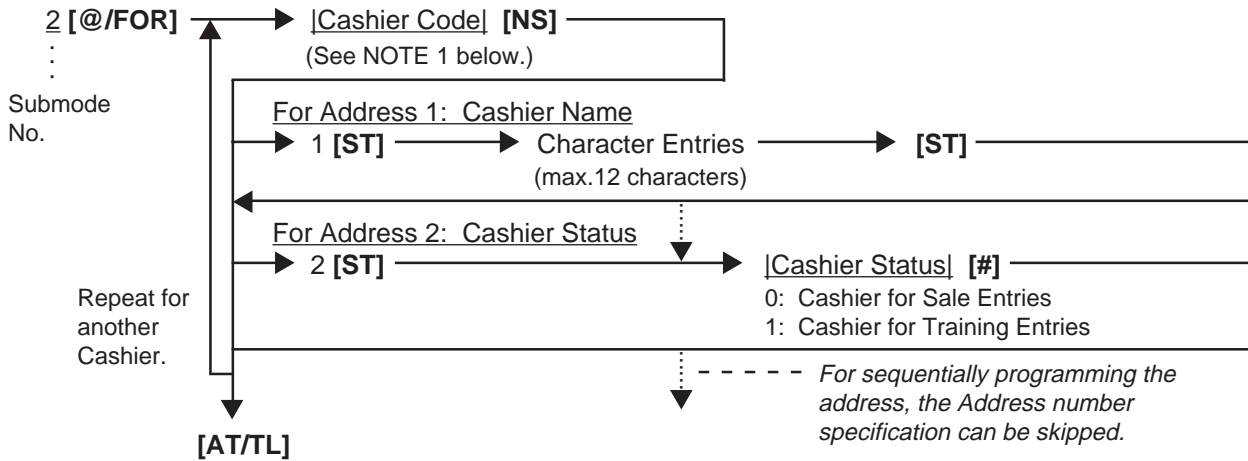 2 [@/FOR]
|Cashier Code| [NS]
(See NOTE 1 below.)
Submode
No.
For Address 1: Cashier Name
1 [ST]
Character Entries
[ST]
(max.12 characters)
For Address 2: Cashier Status
2 [ST]
|Cashier Status| [#]
0: Cashier for Sale Entries
1: Cashier for Training Entries
Repeat for
another
Cashier.
For sequentially programming the
address, the Address number
specification can be skipped.
[AT/TL]